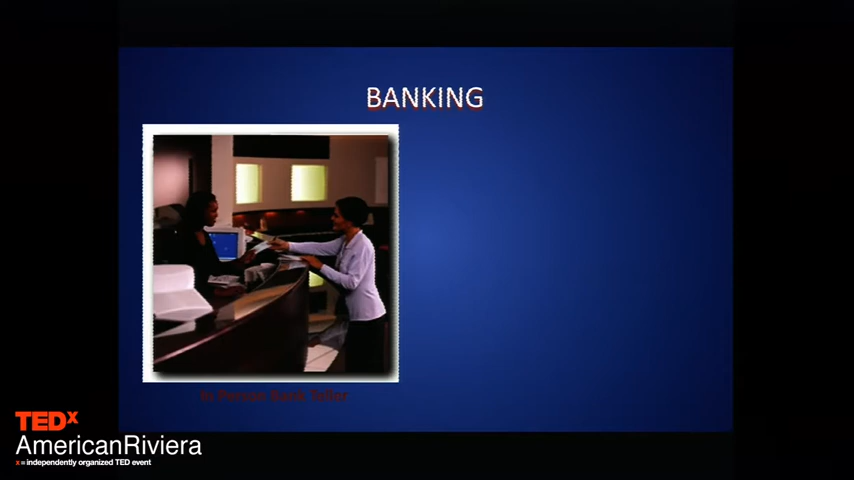 BANKING
In Person Bank Teller
TEDx
AmericanRiviera
x = independently organized TED event